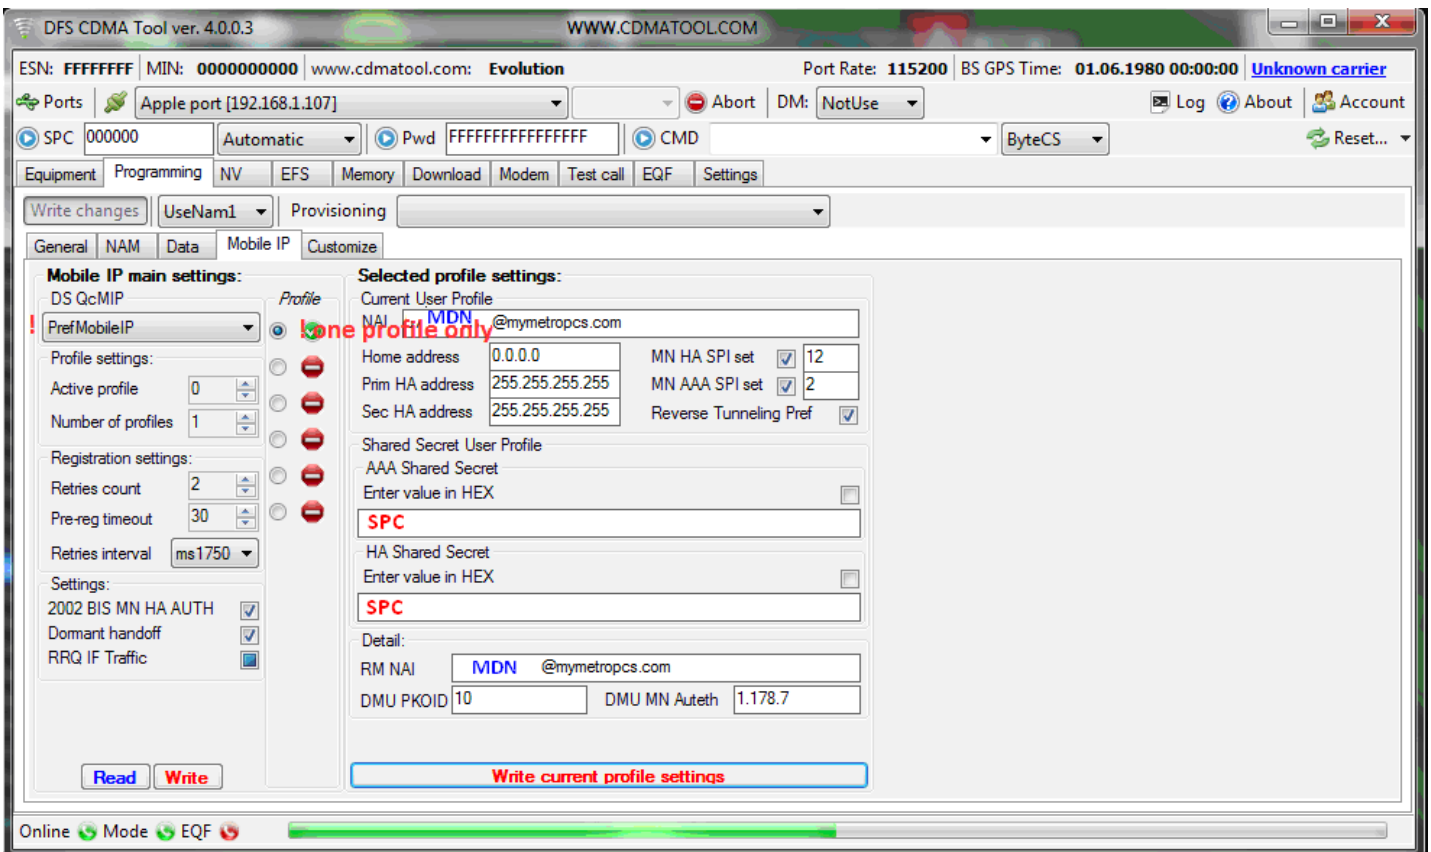 DFS CDMA Tool ver. 4.0.0.3 WWW.CDMATOOL.COM
ESN: FFFFFFFF MIN: 0000000000 www.cdmatool.com: Evolution Port Rate: 115200 BS GPS Time: 01.06.1980 00:00:00 Unknown carrier
Ports Apple port [192.168.1.107] Abort DM: NotUse Log About Account
SPC 000000 Automatic Pwd FFFFFFFFFFFFFFFF CMD ByteCS Reset...
Equipment Programming NV EFS Memory Download Modem Test call EQF Settings
Write changes UseNam1 Provisioning
General NAM Data Mobile IP Customize
Mobile IP main settings: Selected profile settings:
DS QcMIP Profile Current User Profile
! PrefMobileIP ! one profile only NAI MDN @mymetropcs.com
Profile settings: Home address 0.0.0.0 MN HA SPI set 12
Active profile 0 Prim HA address 255.255.255.255 MN AAA SPI set 2
Number of profiles 1 Sec HA address 255.255.255.255 Reverse Tunneling Pref
Registration settings: Shared Secret User Profile
AAA Shared Secret
Retries count 2 Enter value in HEX
Pre-reg timeout 30 SPC
Retries interval ms1750 HA Shared Secret
Settings: Enter value in HEX
2002 BIS MN HA AUTH SPC
Dormant handoff Detail:
RRQ IF Traffic RM NAI MDN @mymetropcs.com
DMU PKOID 10 DMU MN Auteth 1.178.7
Read Write Write current profile settings
Online Mode EQF